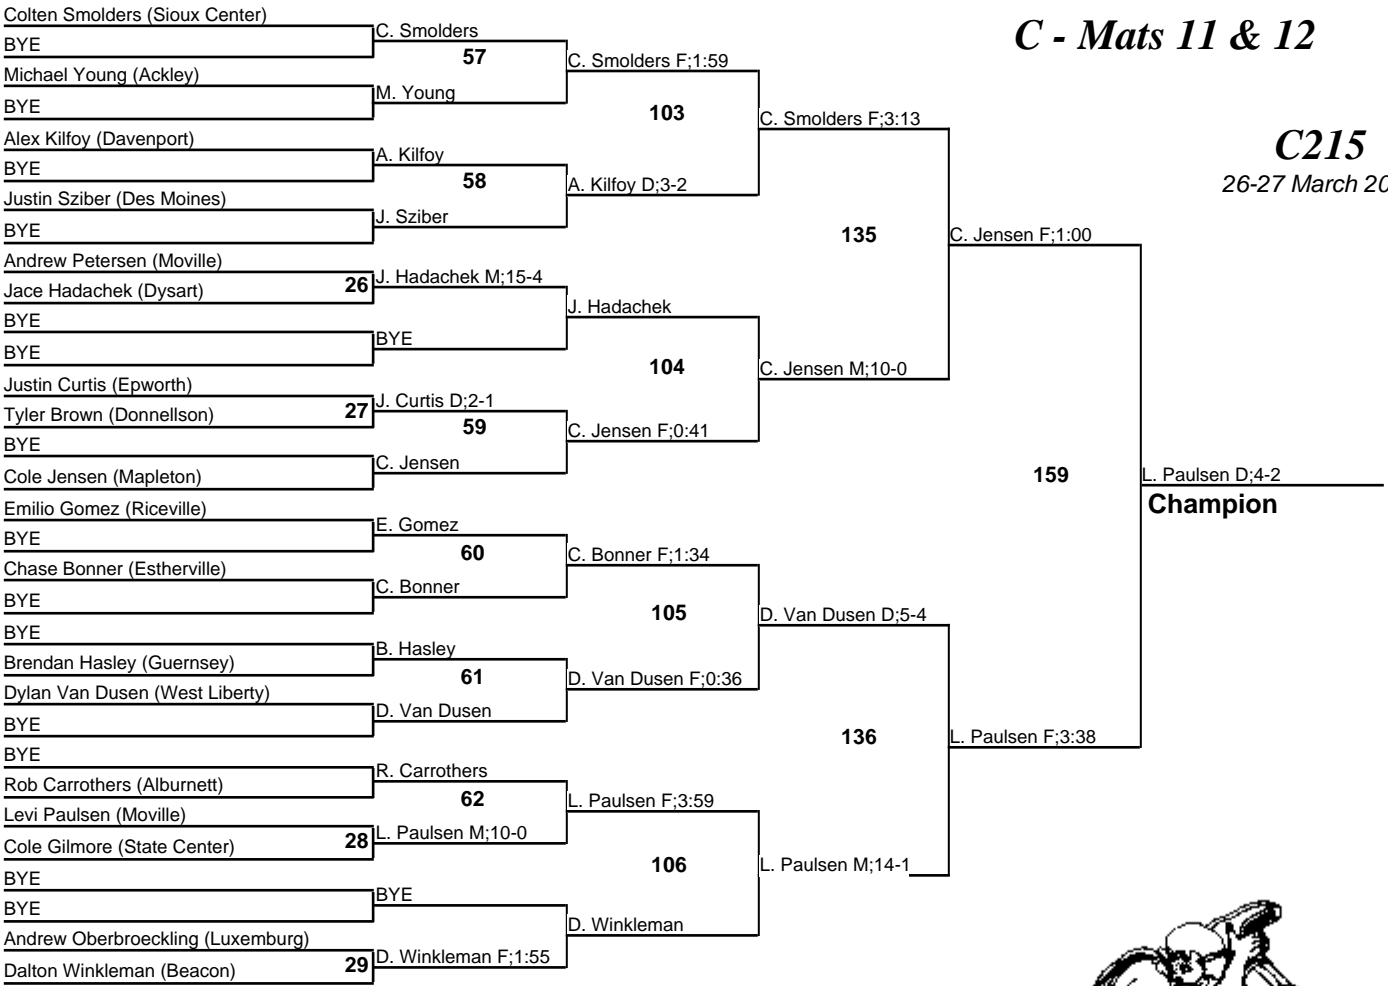 C - Mats 11 & 12
C215
26-27 March 20
Colten Smolders (Sioux Center)
BYE
Michael Young (Ackley)
BYE
Alex Kilfoy (Davenport)
BYE
Justin Sziber (Des Moines)
BYE
Andrew Petersen (Moville)
Jace Hadachek (Dysart)
BYE
BYE
Justin Curtis (Epworth)
Tyler Brown (Donnellson)
BYE
Cole Jensen (Mapleton)
Emilio Gomez (Riceville)
BYE
Chase Bonner (Estherville)
BYE
BYE
Brendan Hasley (Guernsey)
Dylan Van Dusen (West Liberty)
BYE
BYE
Rob Carrothers (Alburnett)
Levi Paulsen (Moville)
Cole Gilmore (State Center)
BYE
BYE
Andrew Oberbroeckling (Luxemburg)
Dalton Winkleman (Beacon)
26
27
28
29
C. Smolders
57
M. Young
A. Kilfoy
58
J. Sziber
J. Hadachek M;15-4
BYE
J. Curtis D;2-1
59
C. Jensen
E. Gomez
60
C. Bonner
B. Hasley
61
D. Van Dusen
R. Carrothers
62
L. Paulsen M;10-0
BYE
D. Winkleman F;1:55
C. Smolders F;1:59
103
A. Kilfoy D;3-2
J. Hadachek
104
C. Jensen F;0:41
C. Bonner F;1:34
105
D. Van Dusen F;0:36
L. Paulsen F;3:59
106
D. Winkleman
C. Smolders F;3:13
135
C. Jensen M;10-0
D. Van Dusen D;5-4
136
L. Paulsen M;14-1
C. Jensen F;1:00
159
L. Paulsen F;3:38
L. Paulsen D;4-2
Champion